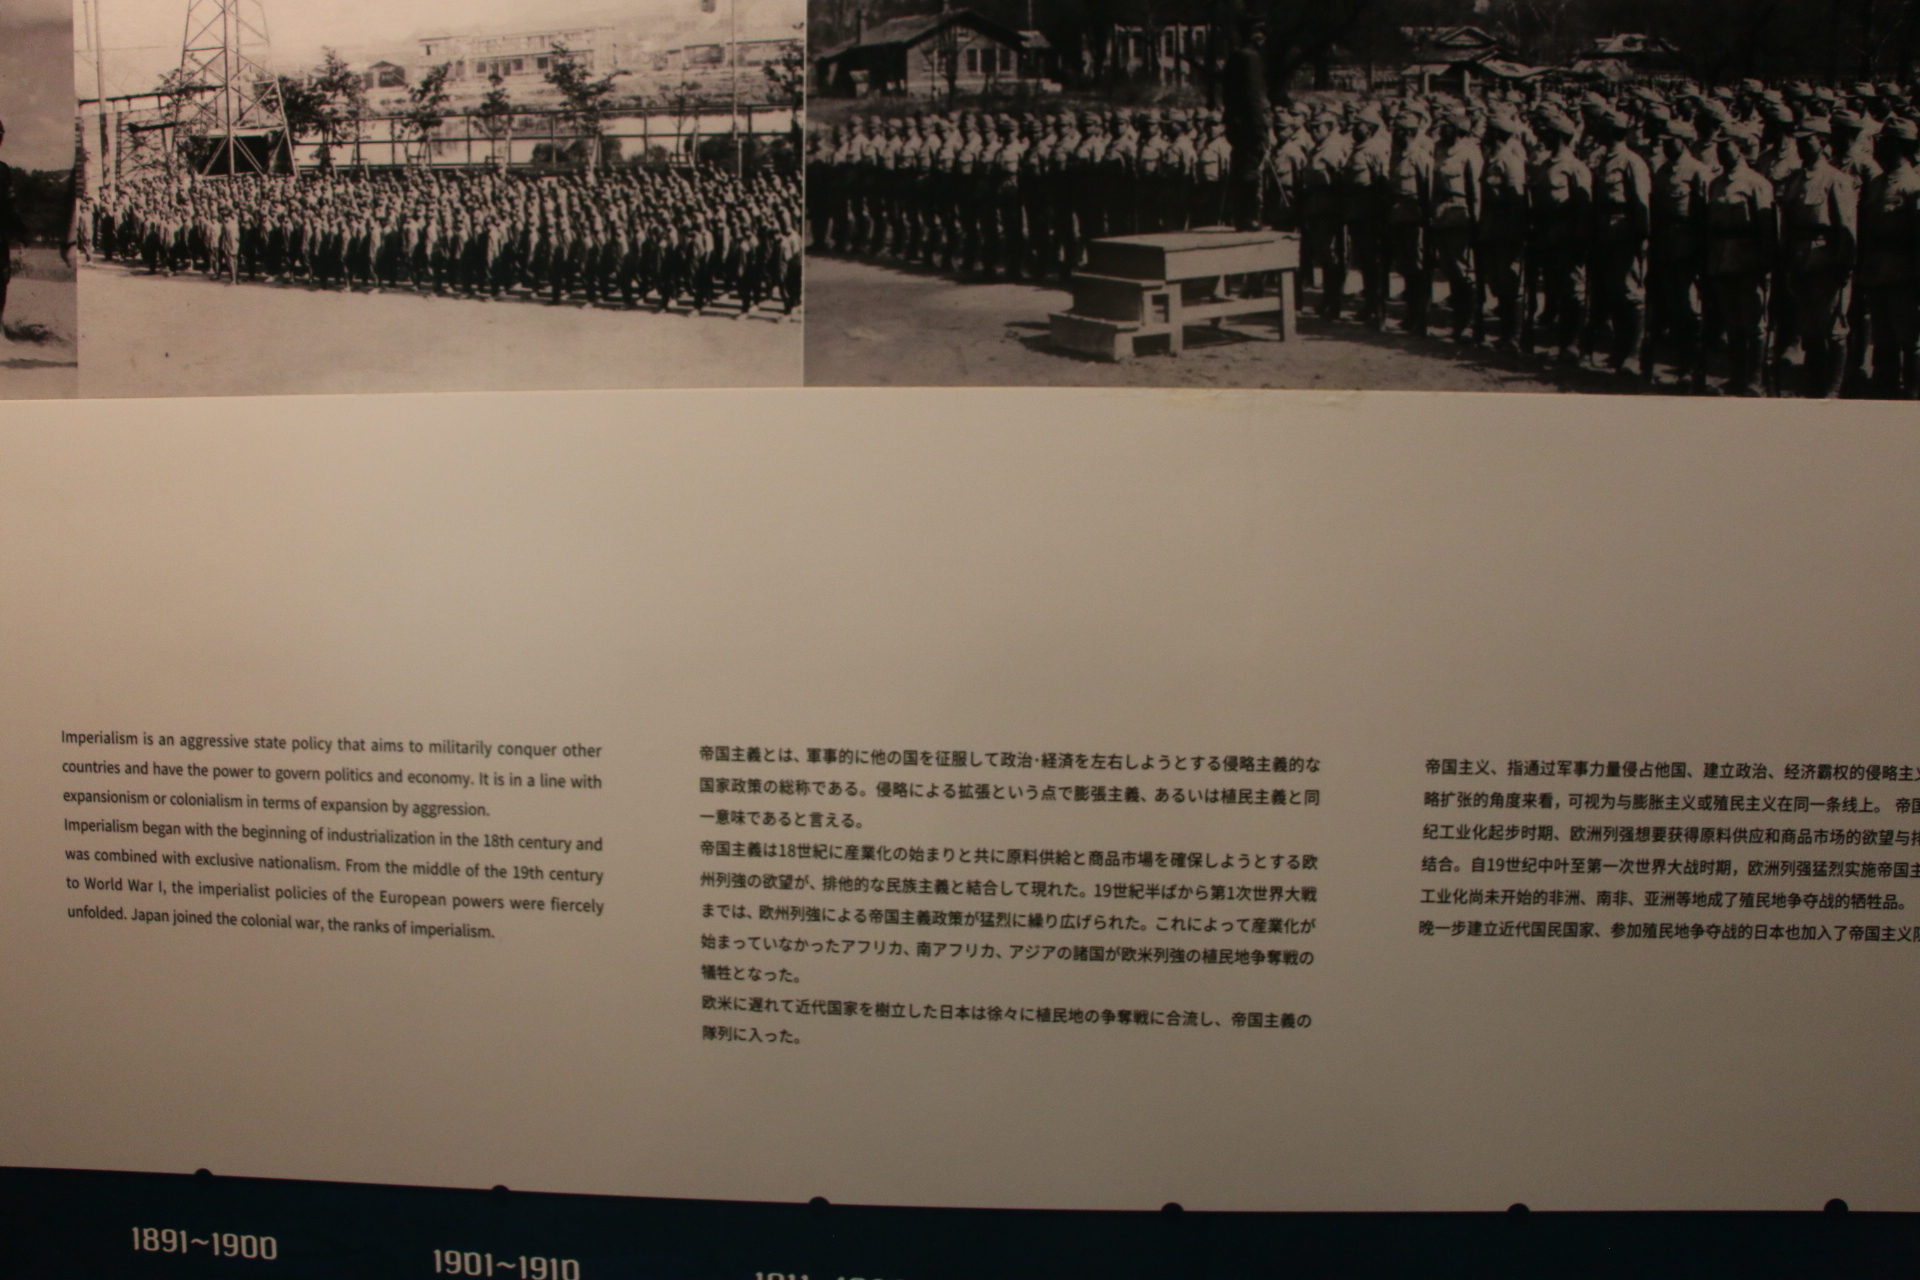 Imperialism is an aggressive state policy that aims to militarily conquer other
countries and have the power to govern politics and economy. It is in a line with
expansionism or colonialism in terms of expansion by aggression.
Imperialism began with the beginning of industrialization in the 18th century and
was combined with exclusive nationalism. From the middle of the 19th century
to World War I, the imperialist policies of the European powers were fiercely
unfolded. Japan joined the colonial war, the ranks of imperialism.
帝国主義とは、軍事的に他の国を征服して政治·経済を左右しようとする侵略主義的な
国家政策の総称である。侵略による拡張という点で膨張主義、あるいは植民主義と同
一意味であると言える。
帝国主義は18世紀に産業化の始まりと共に原料供給と商品市場を確保しようとする欧
州列強の欲望が、排他的な民族主義と結合して現れた。19世紀半ばから第1次世界大戦
までは、欧州列強による帝国主義政策が猛烈に繰り広げられた。これによって産業化が
始まっていなかったアフリカ、南アフリカ、アジアの諸国が欧米列強の植民地争奪戦の
犠牲となった。
欧米に遅れて近代国家を樹立した日本は徐々に植民地の争奪戦に合流し、帝国主義の
隊列に入った。
帝国主义、指通过军事力量侵占他国、建立政治、经济霸权的侵略主义
略扩张的角度来看，可视为与膨胀主义或殖民主义在同一条线上。 帝国
纪工业化起步时期、欧洲列强想要获得原料供应和商品市场的欲望与排
结合。自19世纪中叶至第一次世界大战时期，欧洲列强猛烈实施帝国主
工业化尚未开始的非洲、南非、亚洲等地成了殖民地争夺战的牺牲品。
晚一步建立近代国民国家、参加殖民地争夺战的日本也加入了帝国主义队
1891~1900
1901~1910